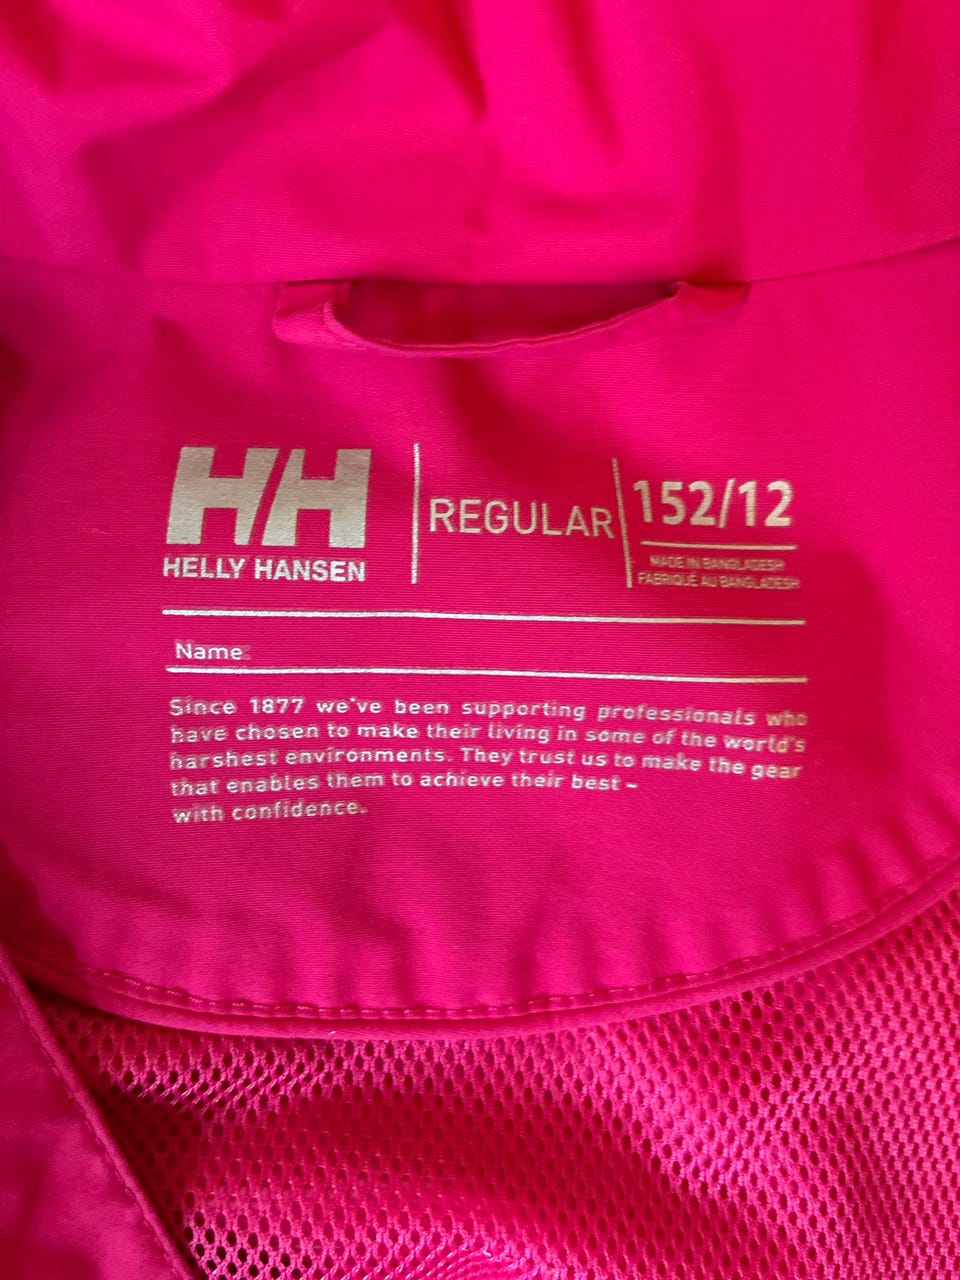 HH
HELLY HANSEN
REGULAR
152/12
MADE IN BANGLADESH
FABRIQUÉ AU BANGLADESH
Name:
Since 1877 we've been supporting professionals who
have chosen to make their living in some of the world's
harshest environments. They trust us to make the gear
that enables them to achieve their best –
with confidence.